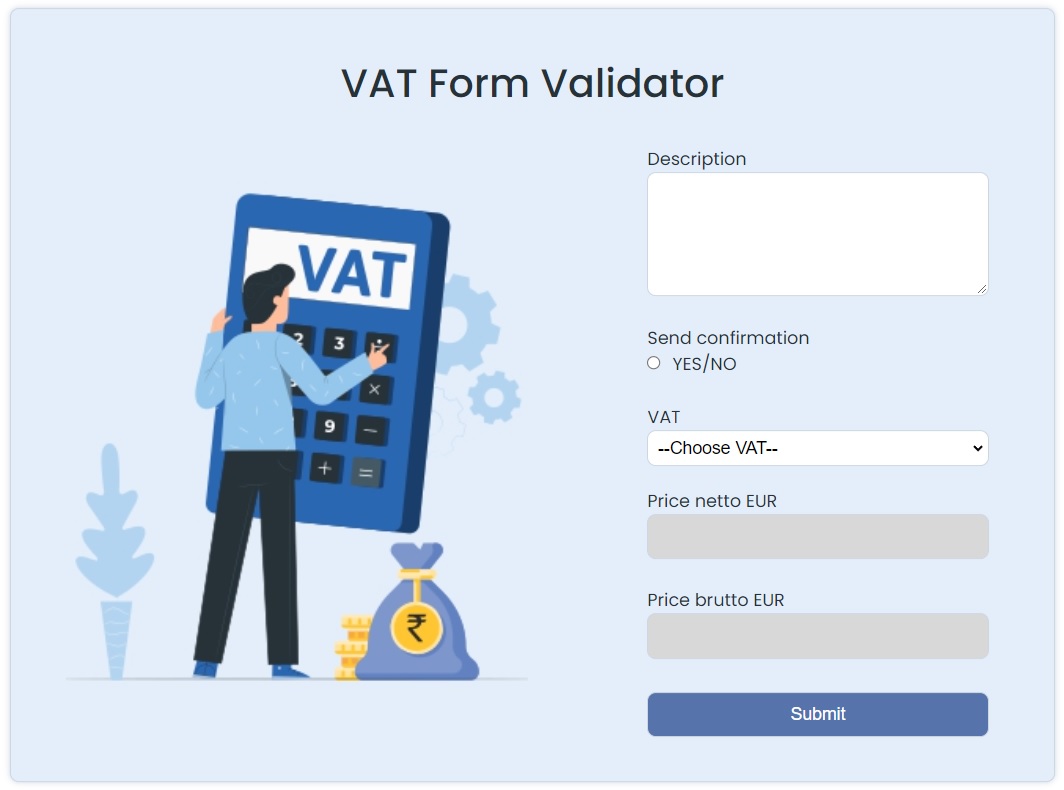 VAT Form Validator
VAT
2 3 ÷
×
9 −
+ =
₹
Description
Send confirmation
YES/NO
VAT
--Choose VAT--
Price netto EUR
Price brutto EUR
Submit